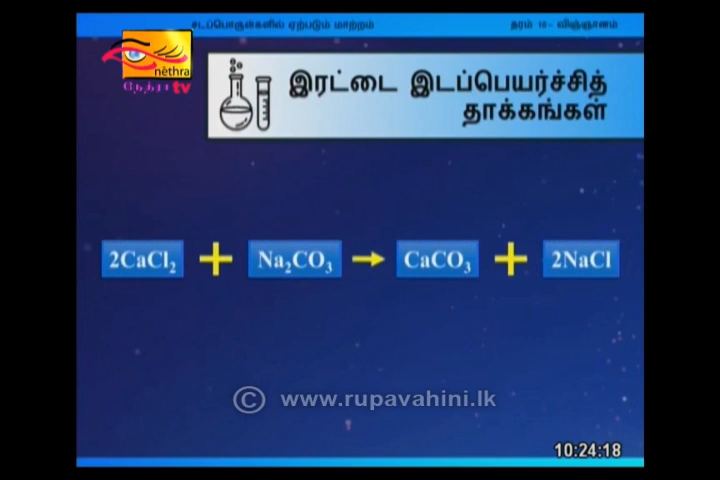 சடப்பொருள்களில் ஏற்படும் மாற்றம்
தரம் 10 - விஞ்ஞானம்
nethra
நேத்ரா tv
இரட்டை இடப்பெயர்ச்சித்
தாக்கங்கள்
2CaCl₂ + Na₂CO₃ → CaCO₃ + 2NaCl
© www.rupavahini.lk
10:24:18